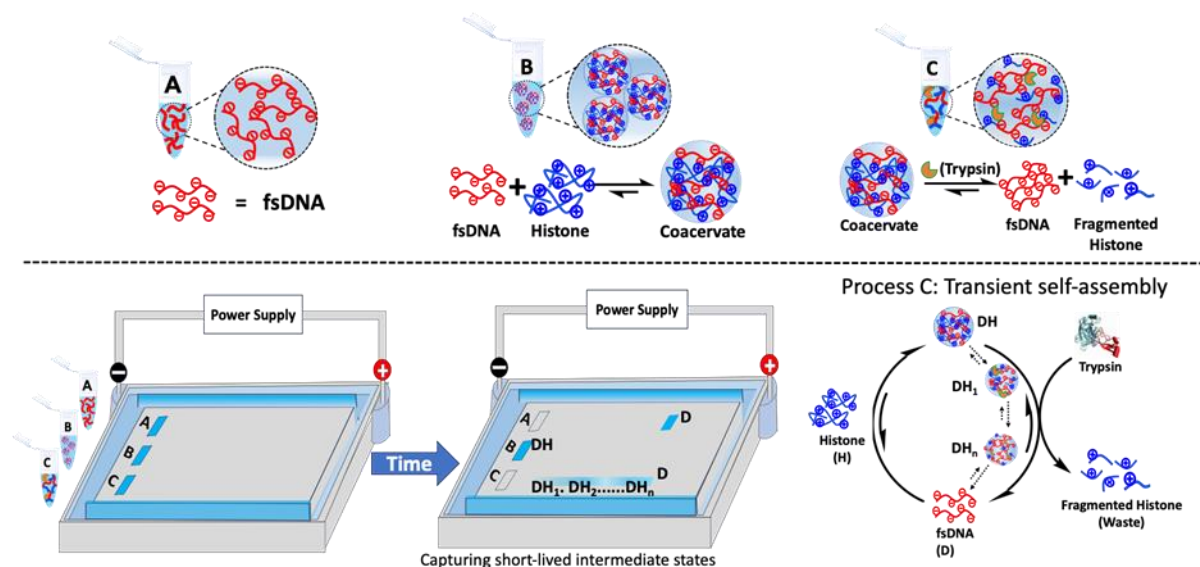 A
= fsDNA
B
+
fsDNA Histone Coacervate
C
(Trypsin)
+
Coacervate fsDNA Fragmented
Histone
Power Supply
− +
A
B
C
A
B
C
Time
Power Supply
− +
A
D
B DH
C
D
DH1. DH2......DHn
Capturing short-lived intermediate states
Process C: Transient self-assembly
DH
Trypsin
DH1
Histone
(H)
DHn
Fragmented Histone
(Waste)
fsDNA
(D)